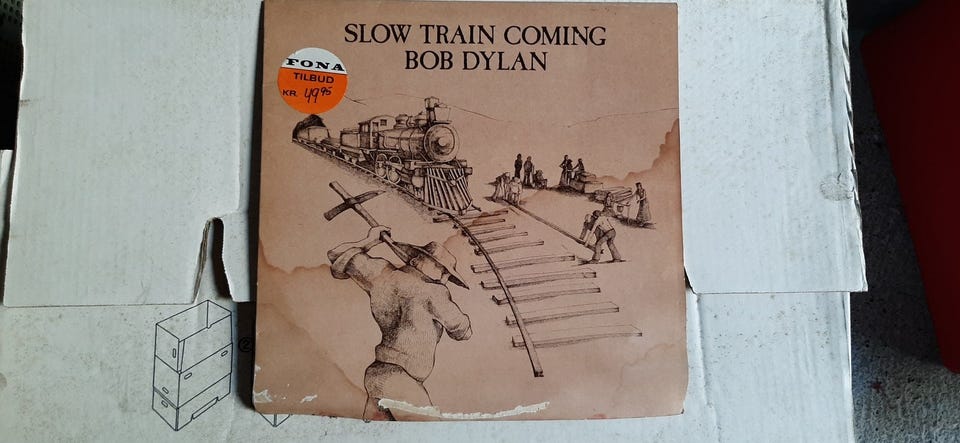 SLOW TRAIN COMING
BOB DYLAN
FONA
TILBUD
KR. 49 95